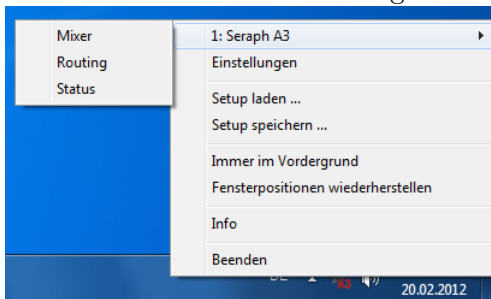 Mixer
Routing
Status
1: Seraph A3
Einstellungen
Setup laden ...
Setup speichern ...
Immer im Vordergrund
Fensterpositionen wiederherstellen
Info
Beenden
A3
20.02.2012